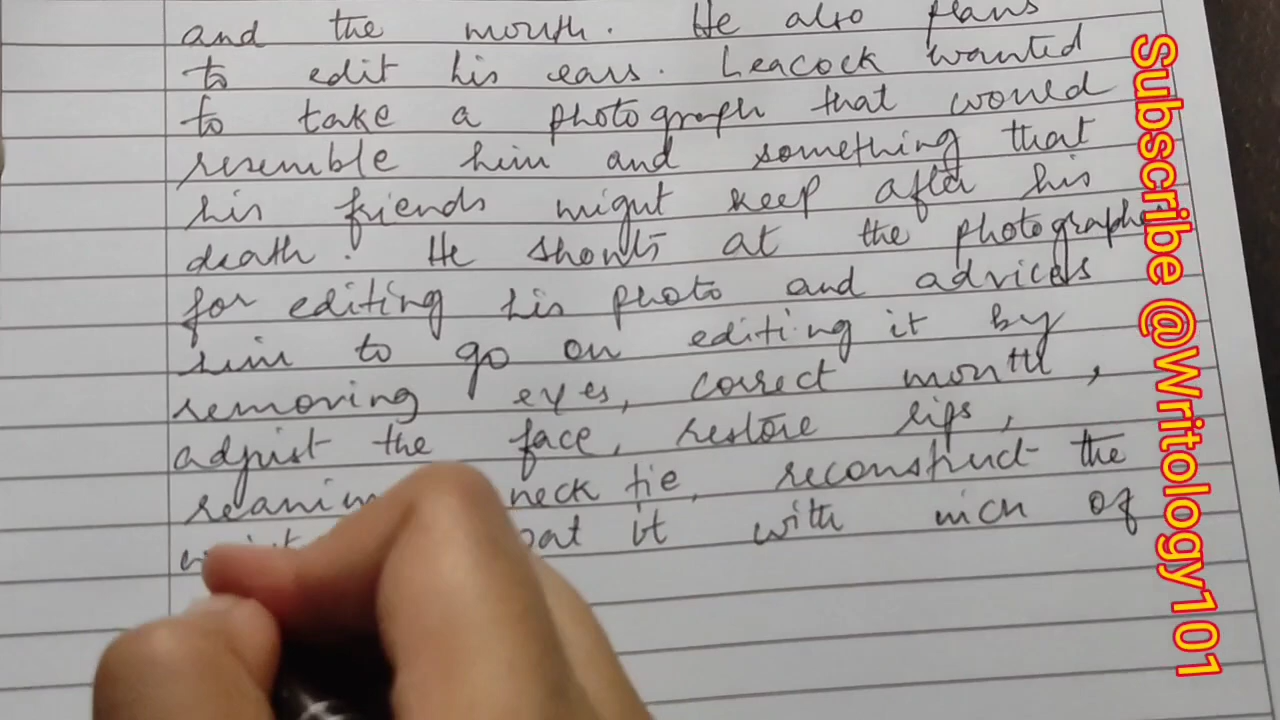 and the mouth. He also plans
to edit his ears. Leacock wanted
to take a photograph that would
resemble him and something that
his friends might keep after his
death. He shouts at the photographe
for editing his photo and advices
him to go on editing it by
removing eyes, correct mouth,
adjust the face, restore lips,
neck tie, reconstruct the
it with inch of
Subscribe @Writology101